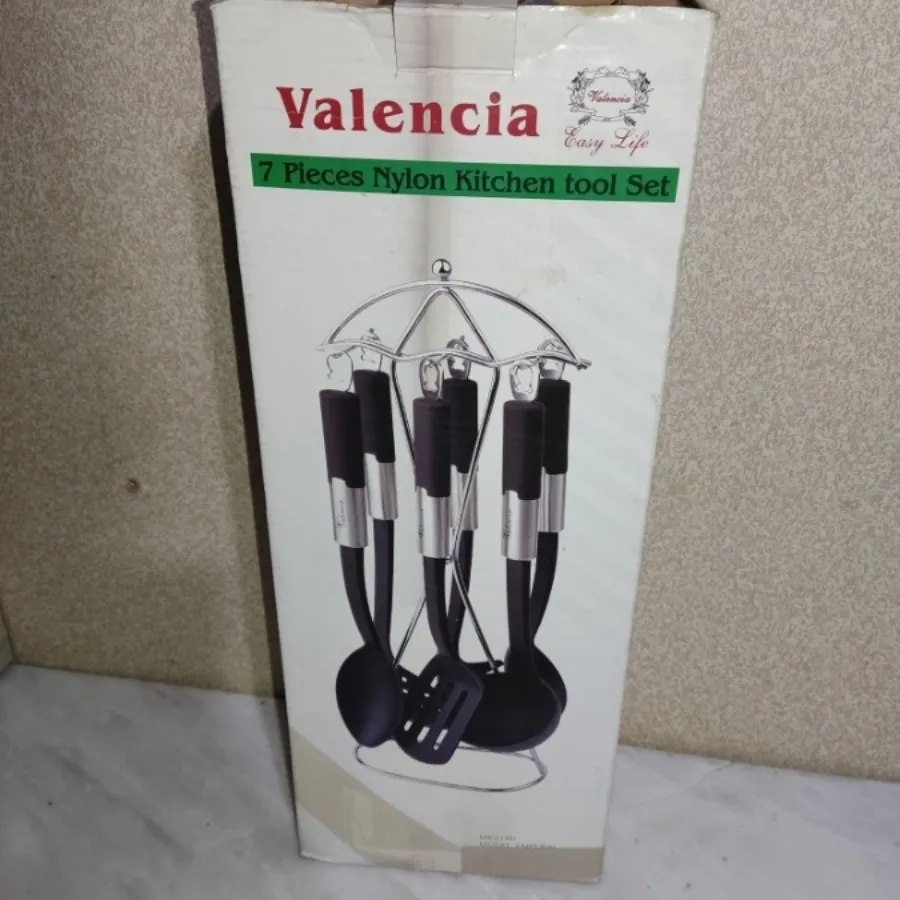 Valencia
Valencia
Easy Life
7 Pieces Nylon Kitchen tool Set